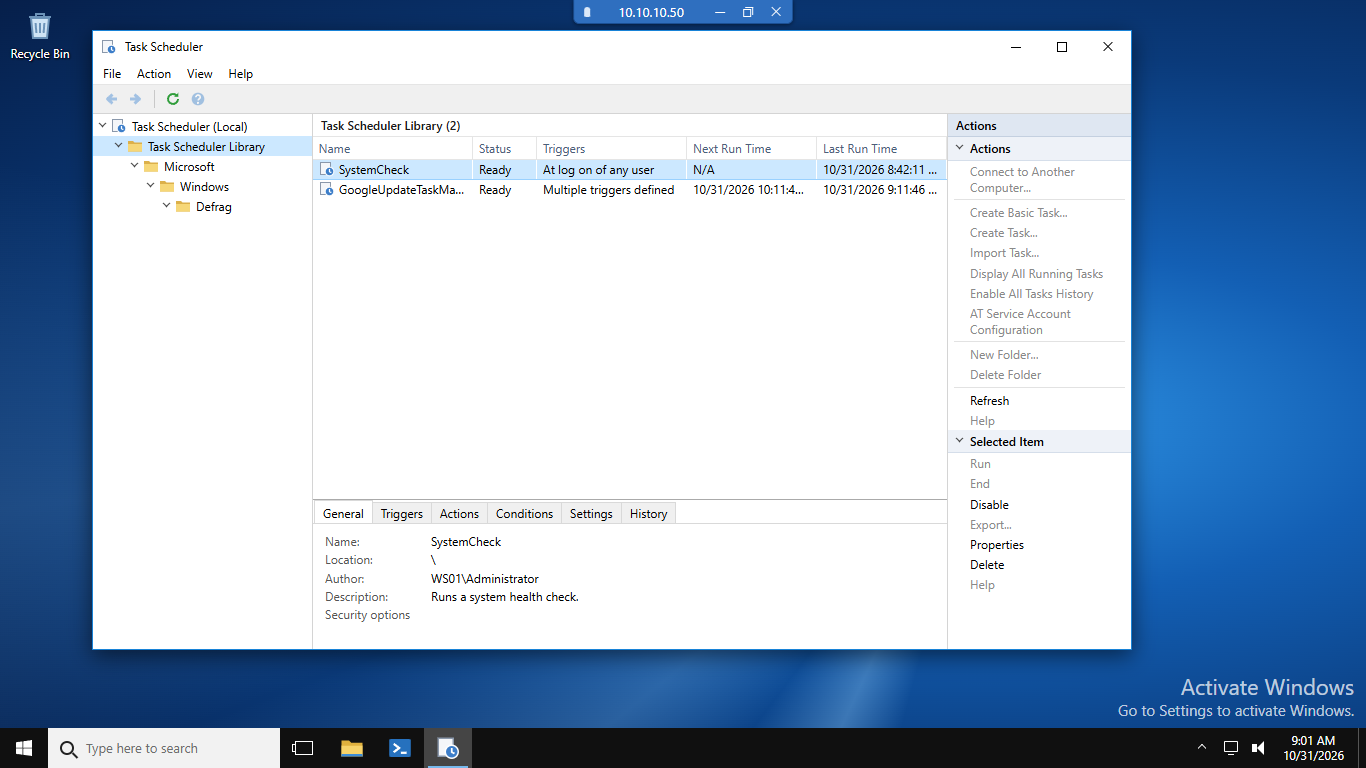 10.10.10.50
Recycle Bin
Task Scheduler
File Action View Help
Task Scheduler (Local)
Task Scheduler Library
Microsoft
Windows
Defrag
Task Scheduler Library (2)
Name Status Triggers Next Run Time Last Run Time
SystemCheck Ready At log on of any user N/A 10/31/2026 8:42:11 ...
GoogleUpdateTaskMa... Ready Multiple triggers defined 10/31/2026 10:11:4... 10/31/2026 9:11:46 ...
General Triggers Actions Conditions Settings History
Name: SystemCheck
Location: \
Author: WS01\Administrator
Description: Runs a system health check.
Security options
Actions
Actions
Connect to Another
Computer...
Create Basic Task...
Create Task...
Import Task...
Display All Running Tasks
Enable All Tasks History
AT Service Account
Configuration
New Folder...
Delete Folder
Refresh
Help
Selected Item
Run
End
Disable
Export...
Properties
Delete
Help
Activate Windows
Go to Settings to activate Windows.
Type here to search
9:01 AM
10/31/2026